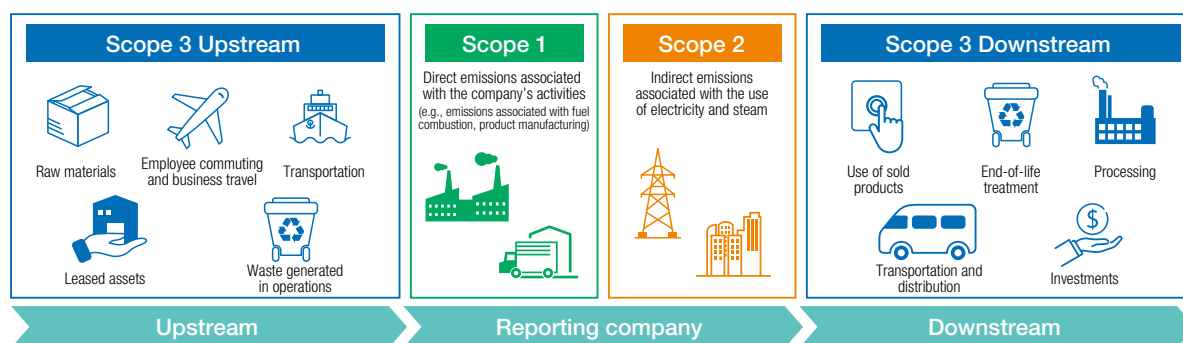 Scope 3 Upstream
Raw materials
Employee commuting
and business travel
Transportation
Leased assets
Waste generated
in operations
Scope 1
Direct emissions associated
with the company's activities
(e.g., emissions associated with fuel
combustion, product manufacturing)
Scope 2
Indirect emissions
associated with the use
of electricity and steam
Scope 3 Downstream
Use of sold
products
End-of-life
treatment
Processing
Transportation and
distribution
$
Investments
Upstream
Reporting company
Downstream